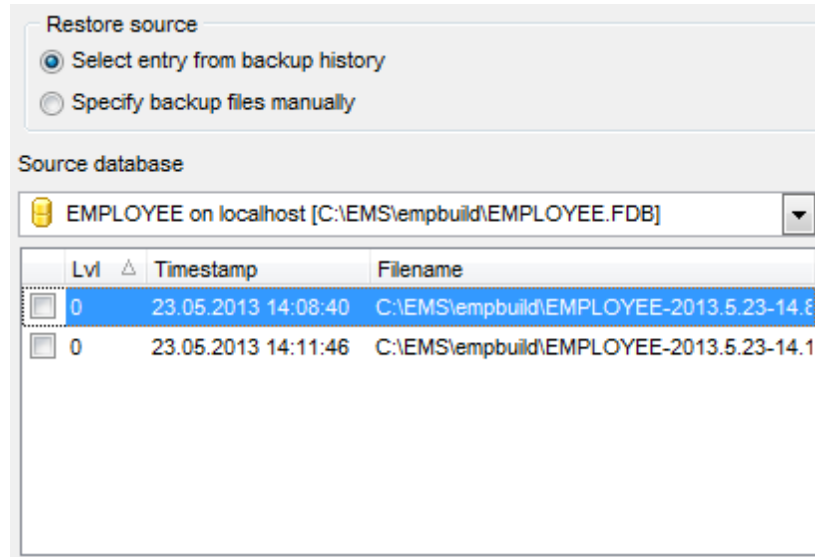 Restore source
Select entry from backup history
Specify backup files manually
Source database
EMPLOYEE on localhost [C:\EMS\empbuild\EMPLOYEE.FDB]
Lvl Timestamp Filename
0 23.05.2013 14:08:40 C:\EMS\empbuild\EMPLOYEE-2013.5.23-14.8
0 23.05.2013 14:11:46 C:\EMS\empbuild\EMPLOYEE-2013.5.23-14.1